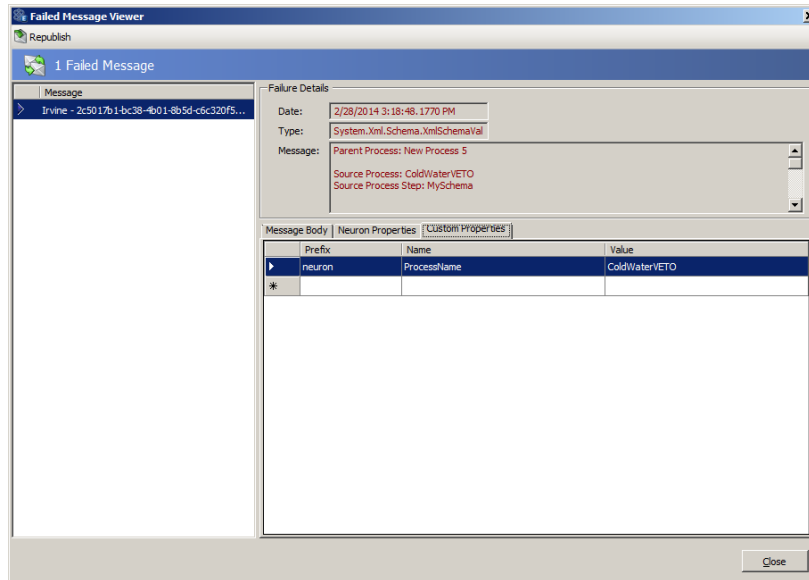 Failed Message Viewer
Republish
1 Failed Message
Message
Irvine - 2c5017b1-bc38-4b01-8b5d-c6c320f5...
Failure Details
Date: 2/28/2014 3:18:48.1770 PM
Type: System.Xml.Schema.XmlSchemaVal
Message: Parent Process: New Process 5
Source Process: ColdWaterVETO
Source Process Step: MySchema
Message Body Neuron Properties Custom Properties
Prefix Name Value
neuron ProcessName ColdWaterVETO
Close